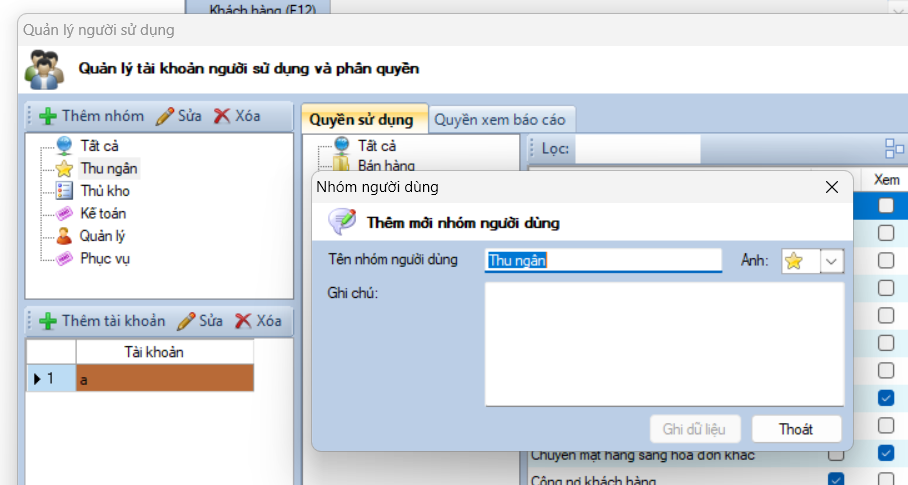 Khách hàng (F12)
Quản lý người sử dụng
Quản lý tài khoản người sử dụng và phân quyền
Thêm nhóm Sửa Xóa
Tất cả
Thu ngân
Thủ kho
Kế toán
Quản lý
Phục vụ
Thêm tài khoản Sửa Xóa
Tài khoản
1 a
Quyền sử dụng Quyền xem báo cáo
Tất cả
Bán hàng
Lọc:
Xem
Nhóm người dùng
Thêm mới nhóm người dùng
Tên nhóm người dùng Thu ngân Ảnh:
Ghi chú:
Ghi dữ liệu Thoát
Chuyển mặt hàng sang hóa đơn khác
Công nợ khách hàng